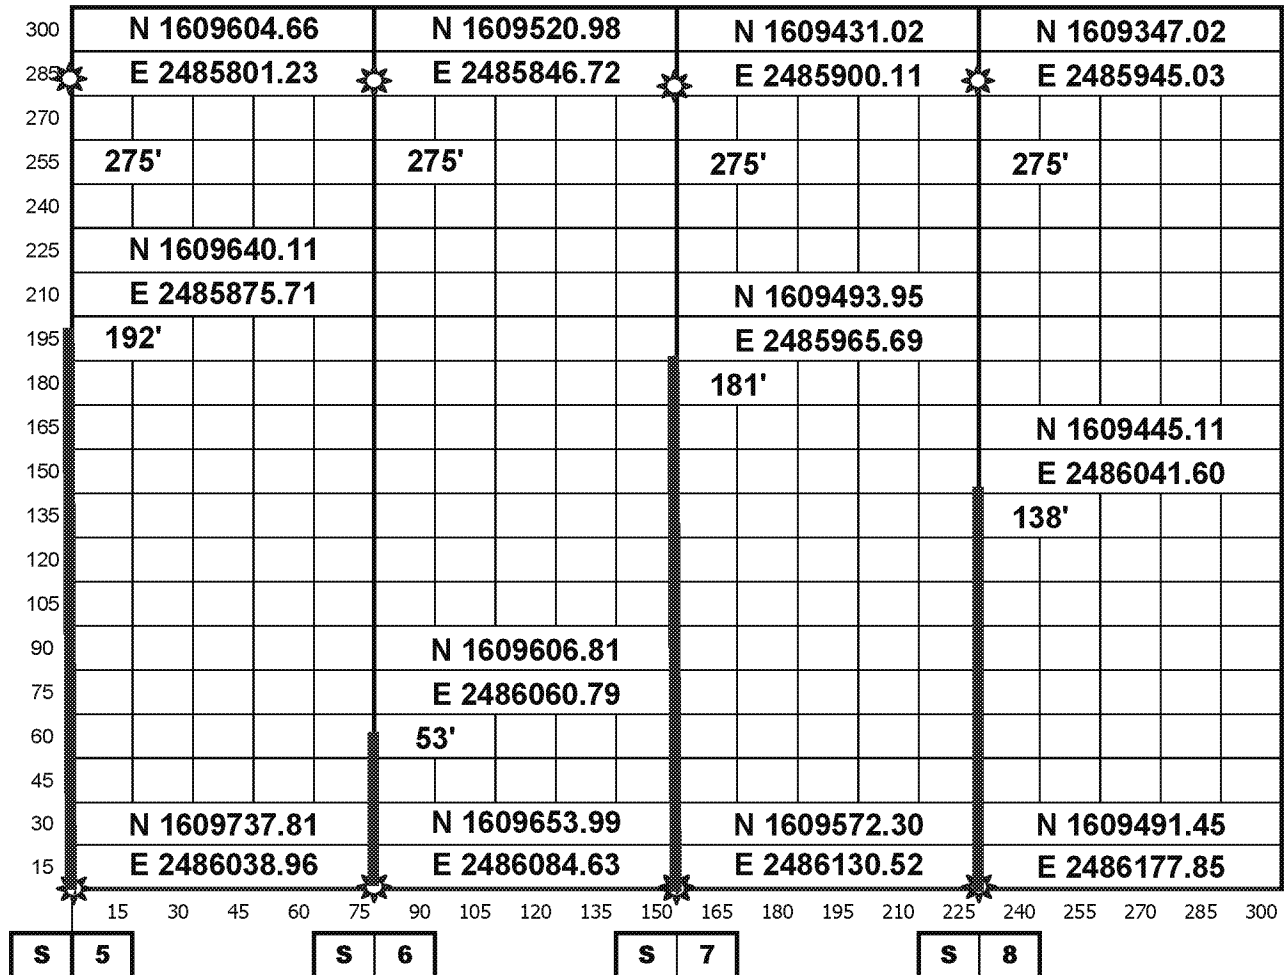 300 N 1609604.66 N 1609520.98 N 1609431.02 N 1609347.02
285 E 2485801.23 E 2485846.72 E 2485900.11 E 2485945.03
270
255 275' 275' 275' 275'
240
225 N 1609640.11
210 E 2485875.71 N 1609493.95
195 192' E 2485965.69
180 181'
165 N 1609445.11
150 E 2486041.60
135 138'
120
105
90 N 1609606.81
75 E 2486060.79
60 53'
45
30 N 1609737.81 N 1609653.99 N 1609572.30 N 1609491.45
15 E 2486038.96 E 2486084.63 E 2486130.52 E 2486177.85
15 30 45 60 75 90 105 120 135 150 165 180 195 210 225 240 255 270 285 300
S 5 S 6 S 7 S 8